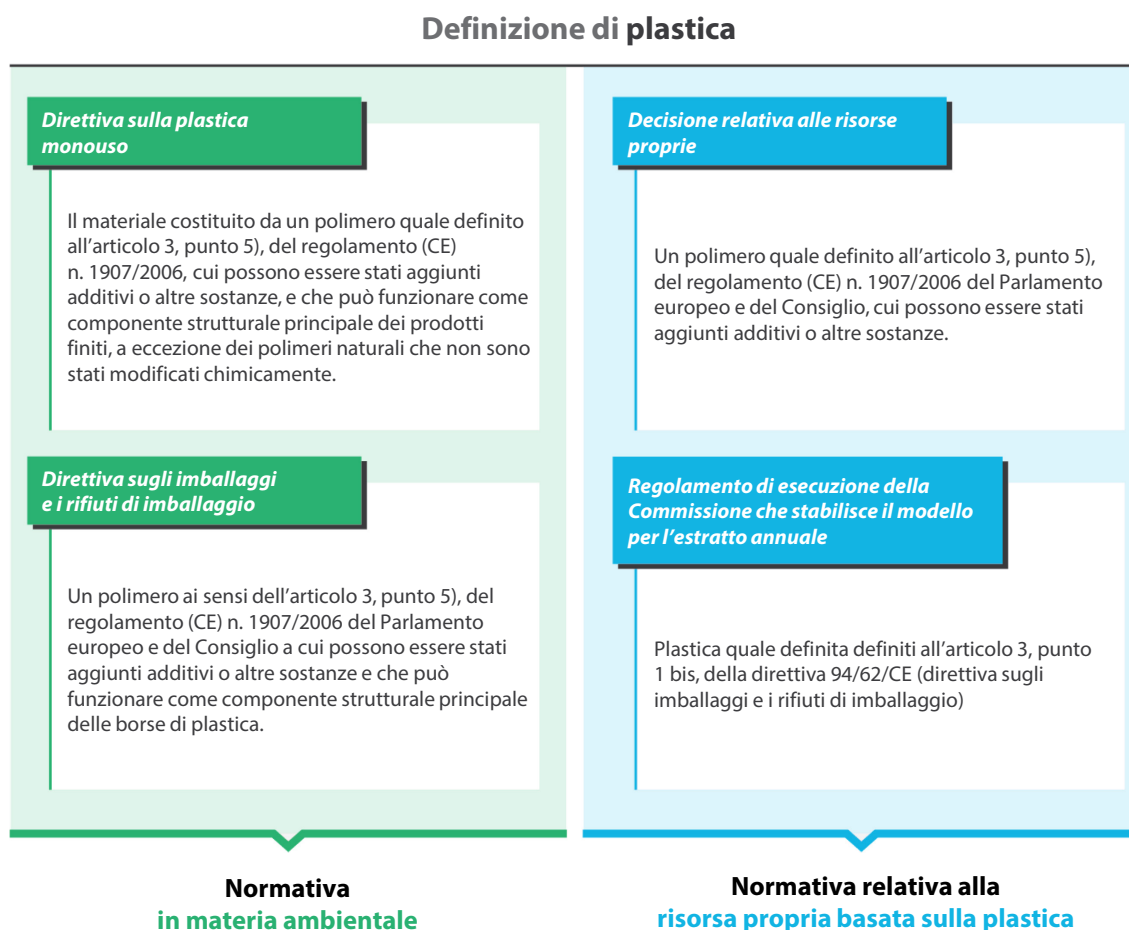 Definizione di plastica
Direttiva sulla plastica
monouso
Il materiale costituito da un polimero quale definito
all'articolo 3, punto 5), del regolamento (CE)
n. 1907/2006, cui possono essere stati aggiunti
additivi o altre sostanze, e che può funzionare come
componente strutturale principale dei prodotti
finiti, a eccezione dei polimeri naturali che non sono
stati modificati chimicamente.
Direttiva sugli imballaggi
e i rifiuti di imballaggio
Un polimero ai sensi dell'articolo 3, punto 5), del
regolamento (CE) n. 1907/2006 del Parlamento
europeo e del Consiglio a cui possono essere stati
aggiunti additivi o altre sostanze e che può
funzionare come componente strutturale principale
delle borse di plastica.
Normativa
in materia ambientale
Decisione relativa alle risorse
proprie
Un polimero quale definito all'articolo 3, punto 5),
del regolamento (CE) n. 1907/2006 del Parlamento
europeo e del Consiglio, cui possono essere stati
aggiunti additivi o altre sostanze.
Regolamento di esecuzione della
Commissione che stabilisce il modello
per l'estratto annuale
Plastica quale definita definiti all'articolo 3, punto
1 bis, della direttiva 94/62/CE (direttiva sugli
imballaggi e i rifiuti di imballaggio)
Normativa relativa alla
risorsa propria basata sulla plastica